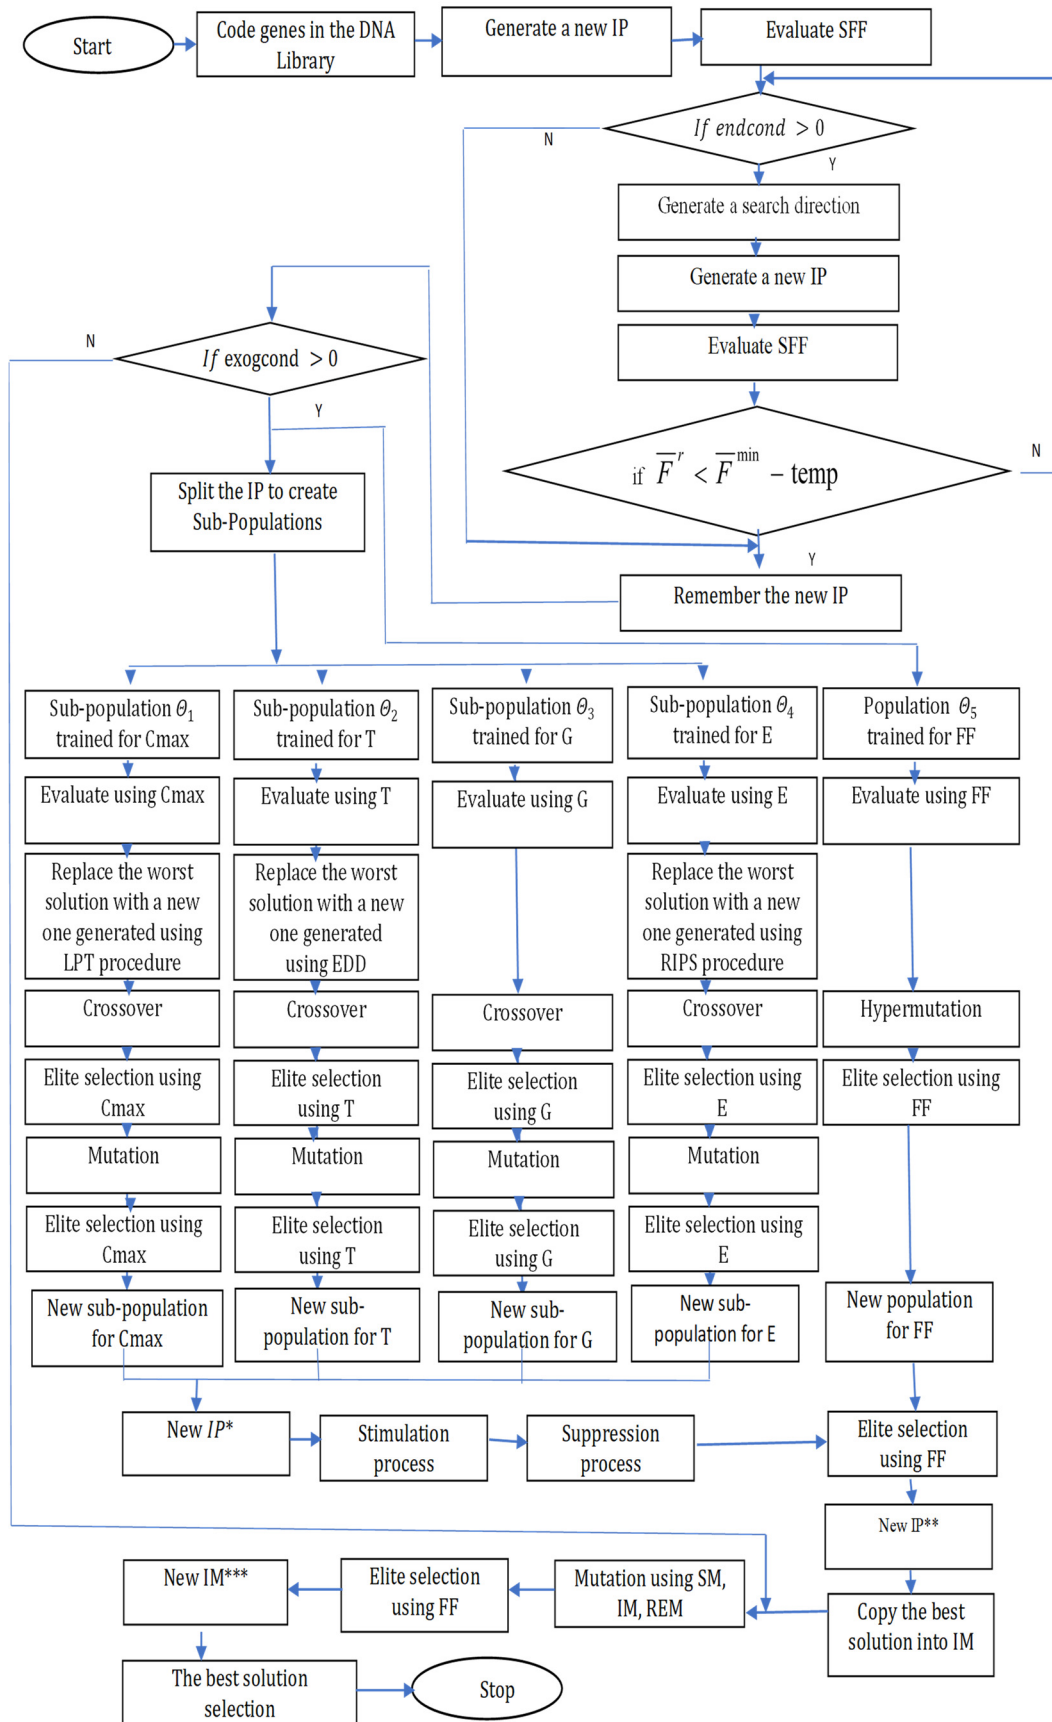 Start
Code genes in the DNA
Library
Generate a new IP
Evaluate SFF
If endcond > 0
N
Y
Generate a search direction
Generate a new IP
Evaluate SFF
if F̅ʳ < F̅ᵐⁱⁿ − temp
N
Y
Remember the new IP
If exogcond > 0
N
Y
Split the IP to create
Sub-Populations
Sub-population Θ₁
trained for Cmax
Sub-population Θ₂
trained for T
Sub-population Θ₃
trained for G
Sub-population Θ₄
trained for E
Population Θ₅
trained for FF
Evaluate using Cmax
Evaluate using T
Evaluate using G
Evaluate using E
Evaluate using FF
Replace the worst
solution with a new
one generated using
LPT procedure
Replace the worst
solution with a new
one generated
using EDD
Replace the worst
solution with a new
one generated using
RIPS procedure
Crossover
Crossover
Crossover
Crossover
Hypermutation
Elite selection using
Cmax
Elite selection
using T
Elite selection
using G
Elite selection using
E
Elite selection using
FF
Mutation
Mutation
Mutation
Mutation
Elite selection using
Cmax
Elite selection
using T
Elite selection
using G
Elite selection using
E
New sub-population
for Cmax
New sub-
population for T
New sub-
population for G
New sub-
population for E
New population
for FF
New IP*
Stimulation
process
Suppression
process
Elite selection
using FF
New IP**
Copy the best
solution into IM
Mutation using SM,
IM, REM
Elite selection
using FF
New IM***
The best solution
selection
Stop